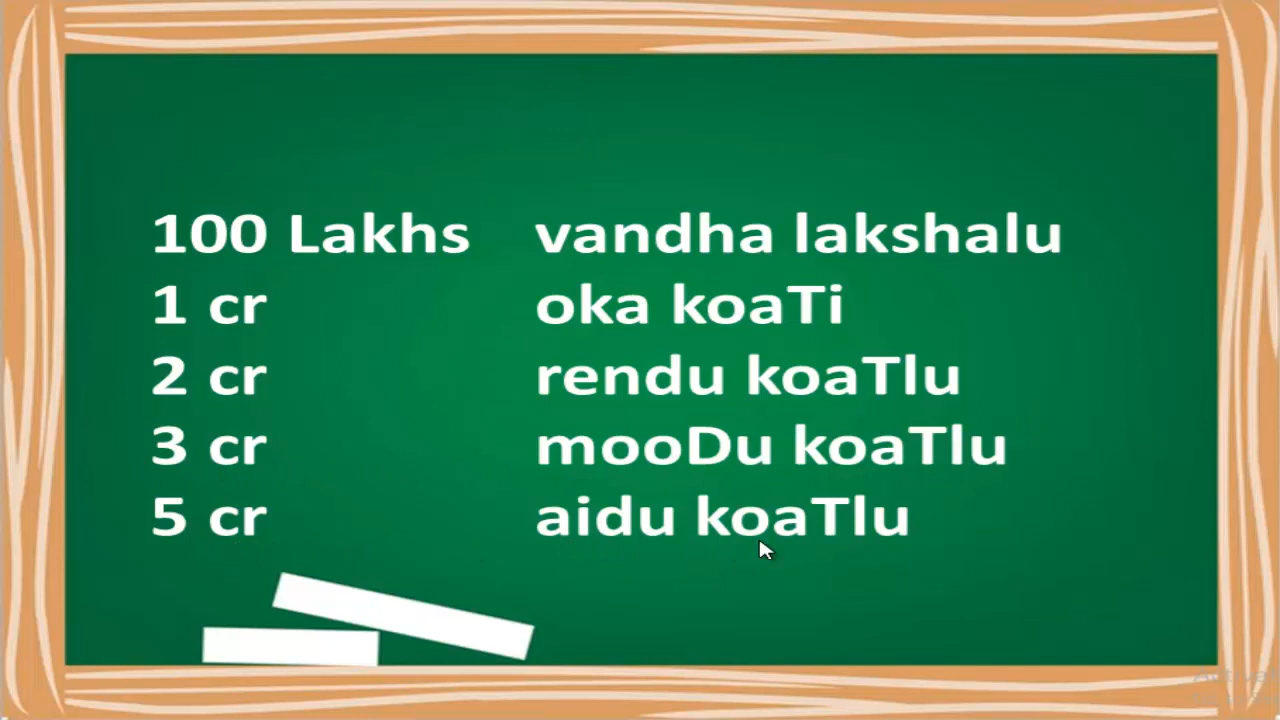 100 Lakhs vandha lakshalu
1 cr oka koaTi
2 cr rendu koaTlu
3 cr mooDu koaTlu
5 cr aidu koaTlu